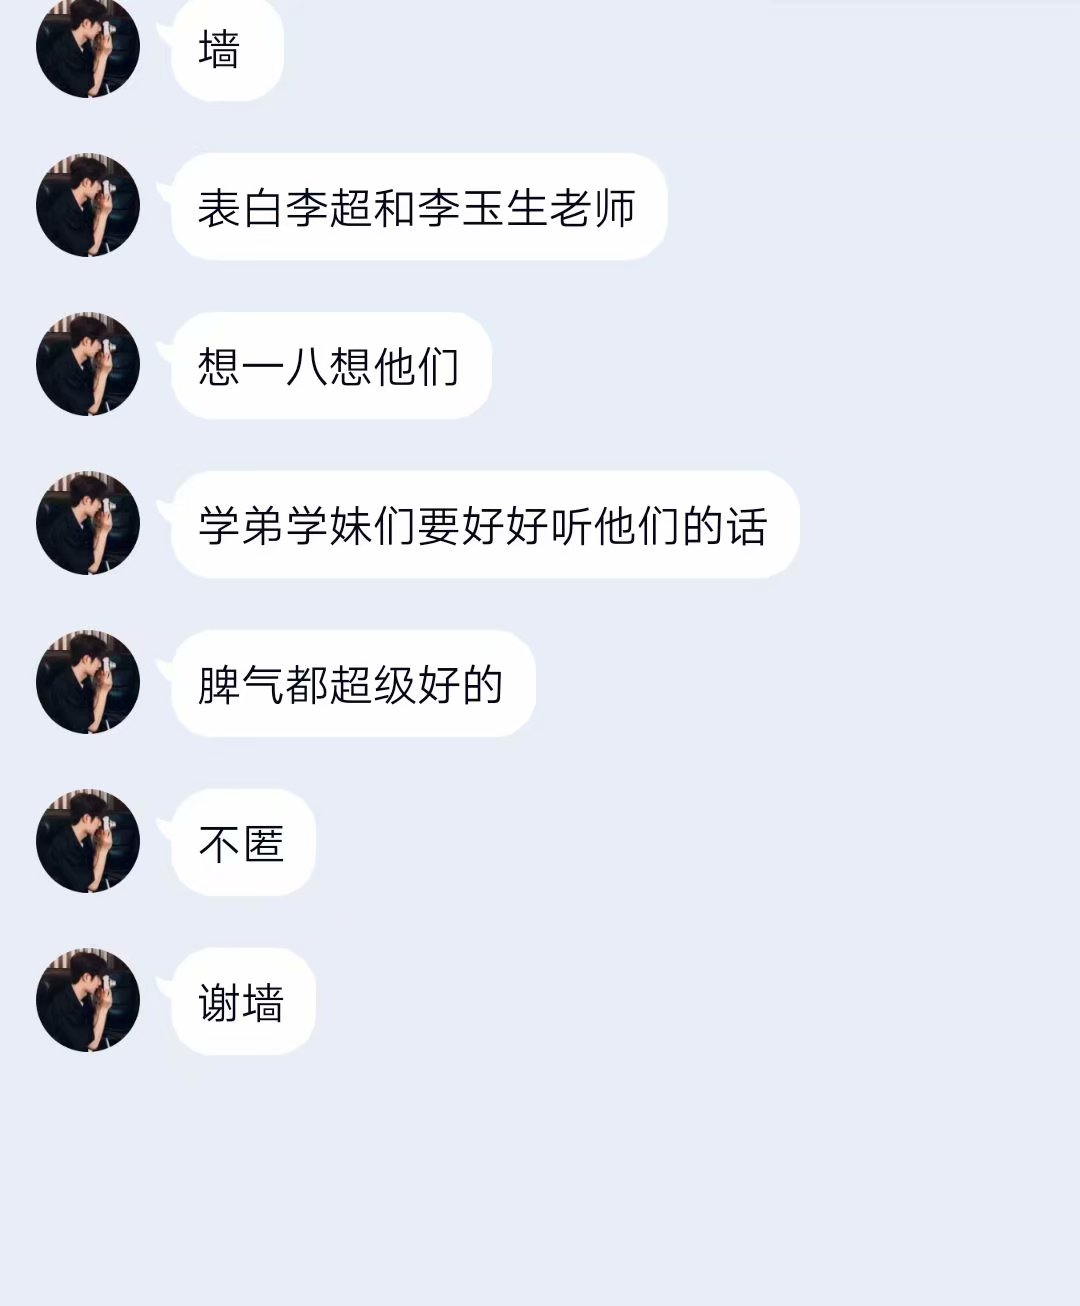 墙
表白李超和李玉生老师
想一八想他们
学弟学妹们要好好听他们的话
脾气都超级好的
不匿
谢墙